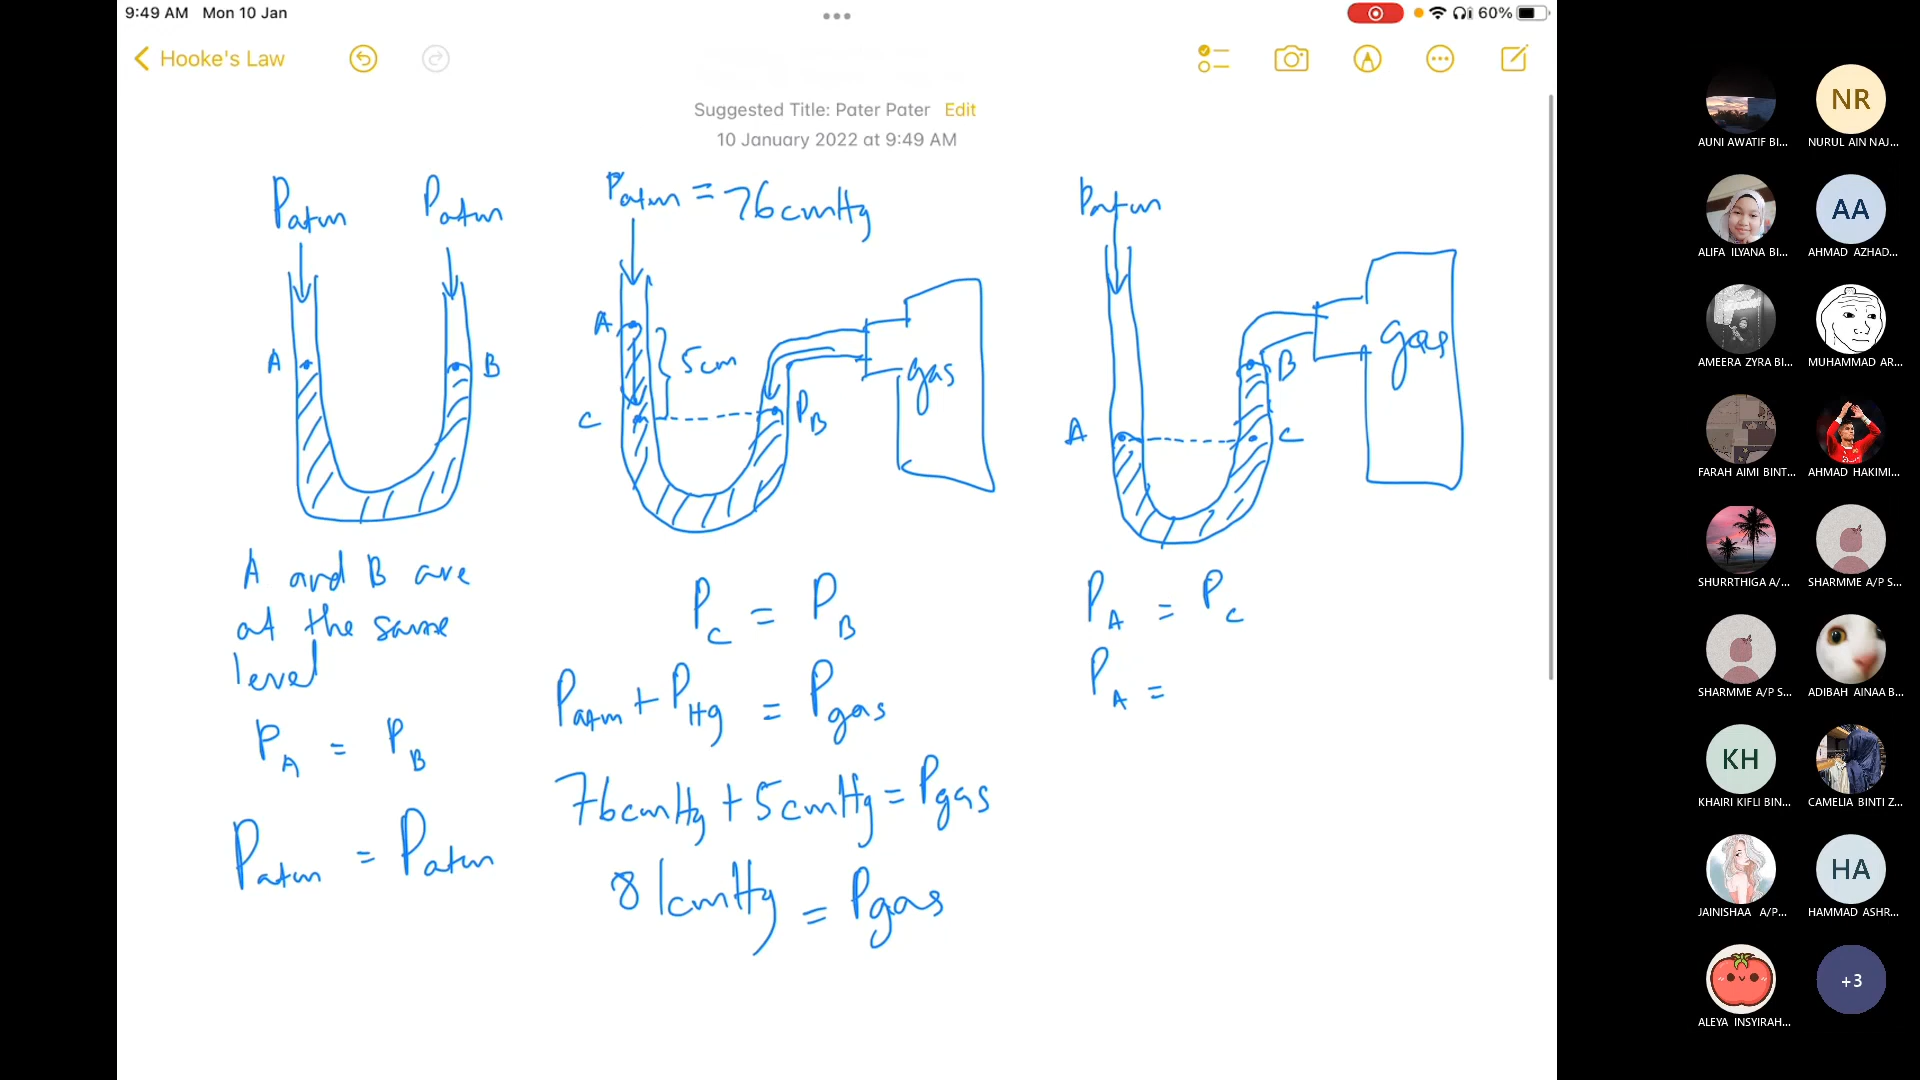 9:49 AM Mon 10 Jan
60%
Hooke's Law
Suggested Title: Pater Pater Edit
10 January 2022 at 9:49 AM
Patm Patm
A B
A and B are
at the same
level
PA = PB
Patm = Patm
Patm = 76cmHg
A
5cm
gas
C PB
PC = PB
Patm + PHg = Pgas
76cmHg + 5cmHg = Pgas
81cmHg = Pgas
Patm
gas
B
A C
PA = PC
PA =
NR
AUNI AWATIF BI... NURUL AIN NAJ...
AA
ALIFA ILYANA BI... AHMAD AZHAD...
AMEERA ZYRA BI... MUHAMMAD AR...
FARAH AIMI BINT... AHMAD HAKIMI...
SHURRTHIGA A/... SHARMME A/P S...
SHARMME A/P S... ADIBAH AINAA B...
KH
KHAIRI KIFLI BIN... CAMELIA BINTI Z...
HA
JAINISHAA A/P... HAMMAD ASHR...
+3
ALEYA INSYIRAH...